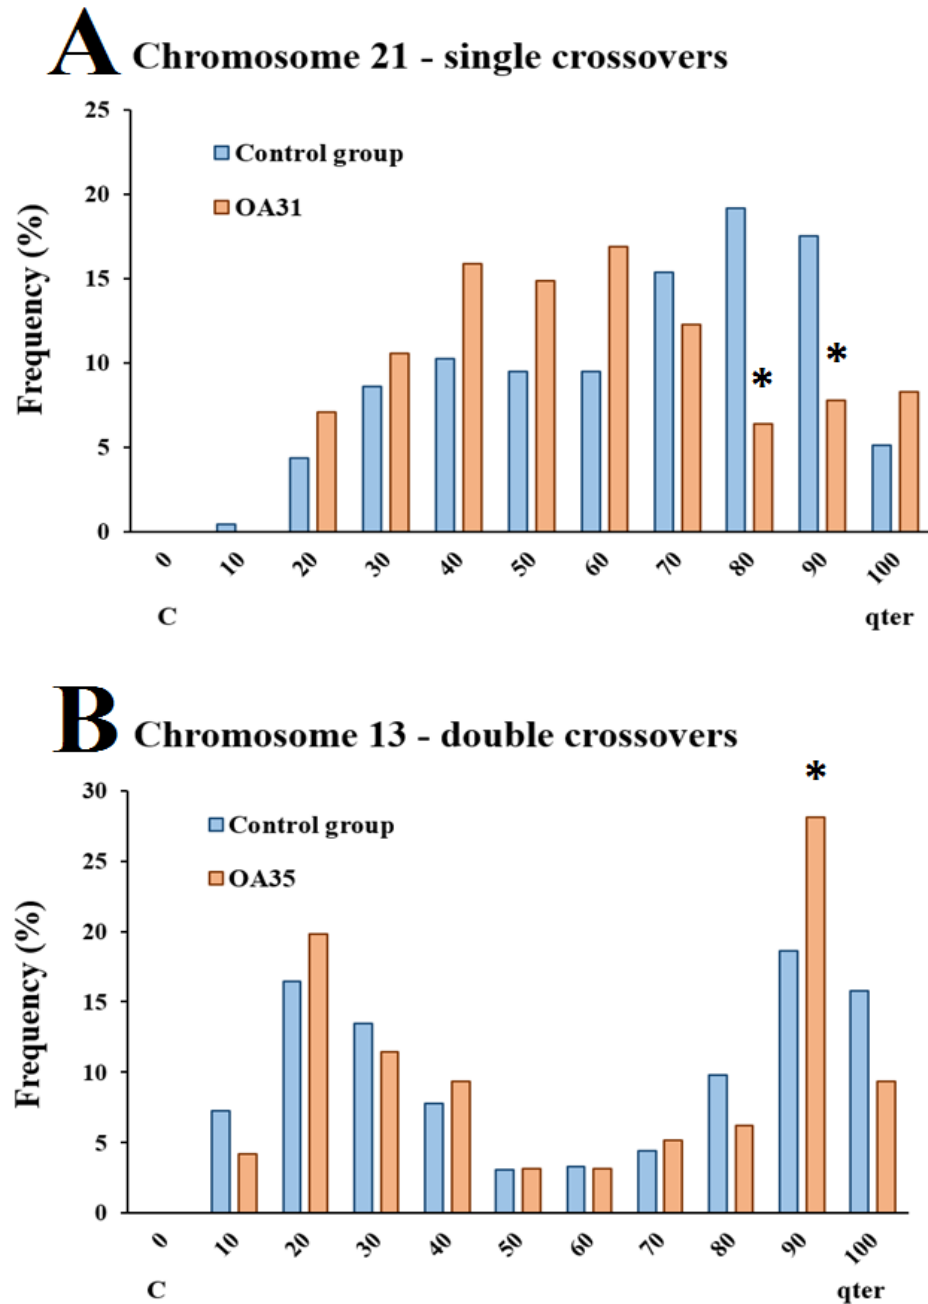 A Chromosome 21 - single crossovers
25
Control group
20
OA31
Frequency (%)
15
*
10
*
5
0
0 10 20 30 40 50 60 70 80 90 100
C qter
B Chromosome 13 - double crossovers
*
30
Control group
25
OA35
20
Frequency (%)
15
10
5
0
0 10 20 30 40 50 60 70 80 90 100
C qter